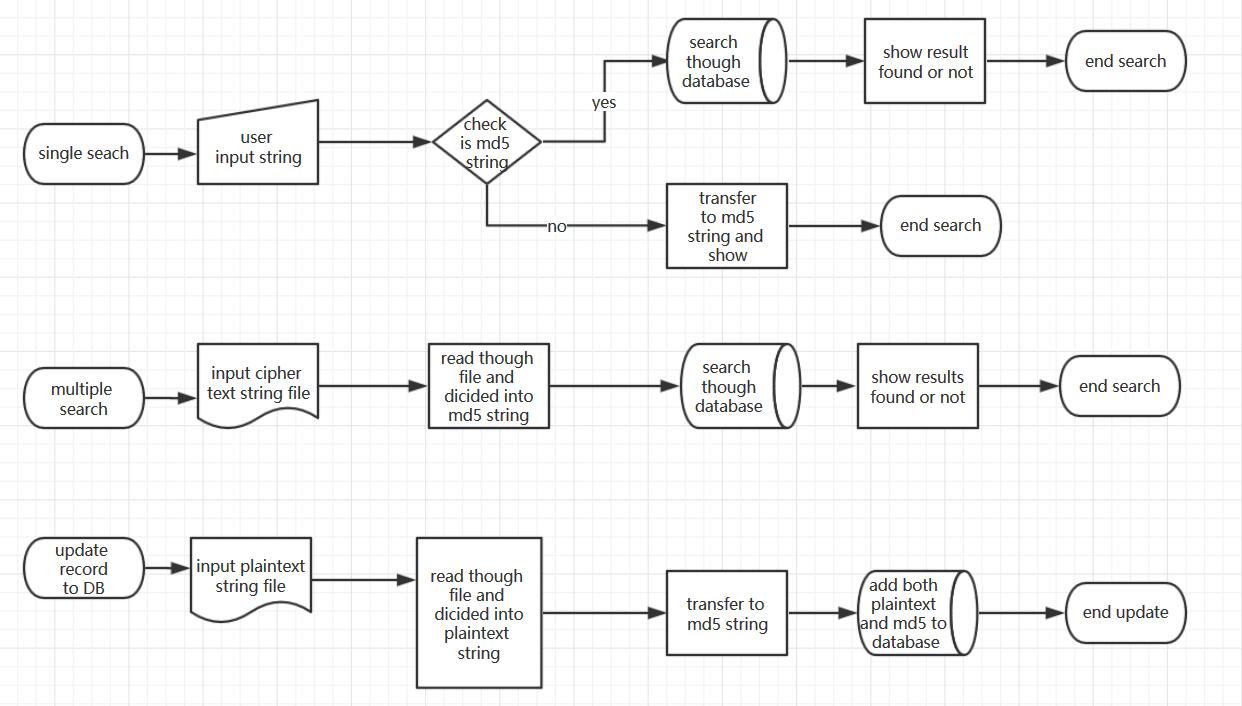 single seach
user
input string
check
is md5
string
yes
search
though
database
show result
found or not
end search
no
transfer
to md5
string and
show
end search
multiple
search
input cipher
text string file
read though
file and
dicided into
md5 string
search
though
database
show results
found or not
end search
update
record
to DB
input plaintext
string file
read though
file and
dicided into
plaintext
string
transfer to
md5 string
add both
plaintext
and md5 to
database
end update